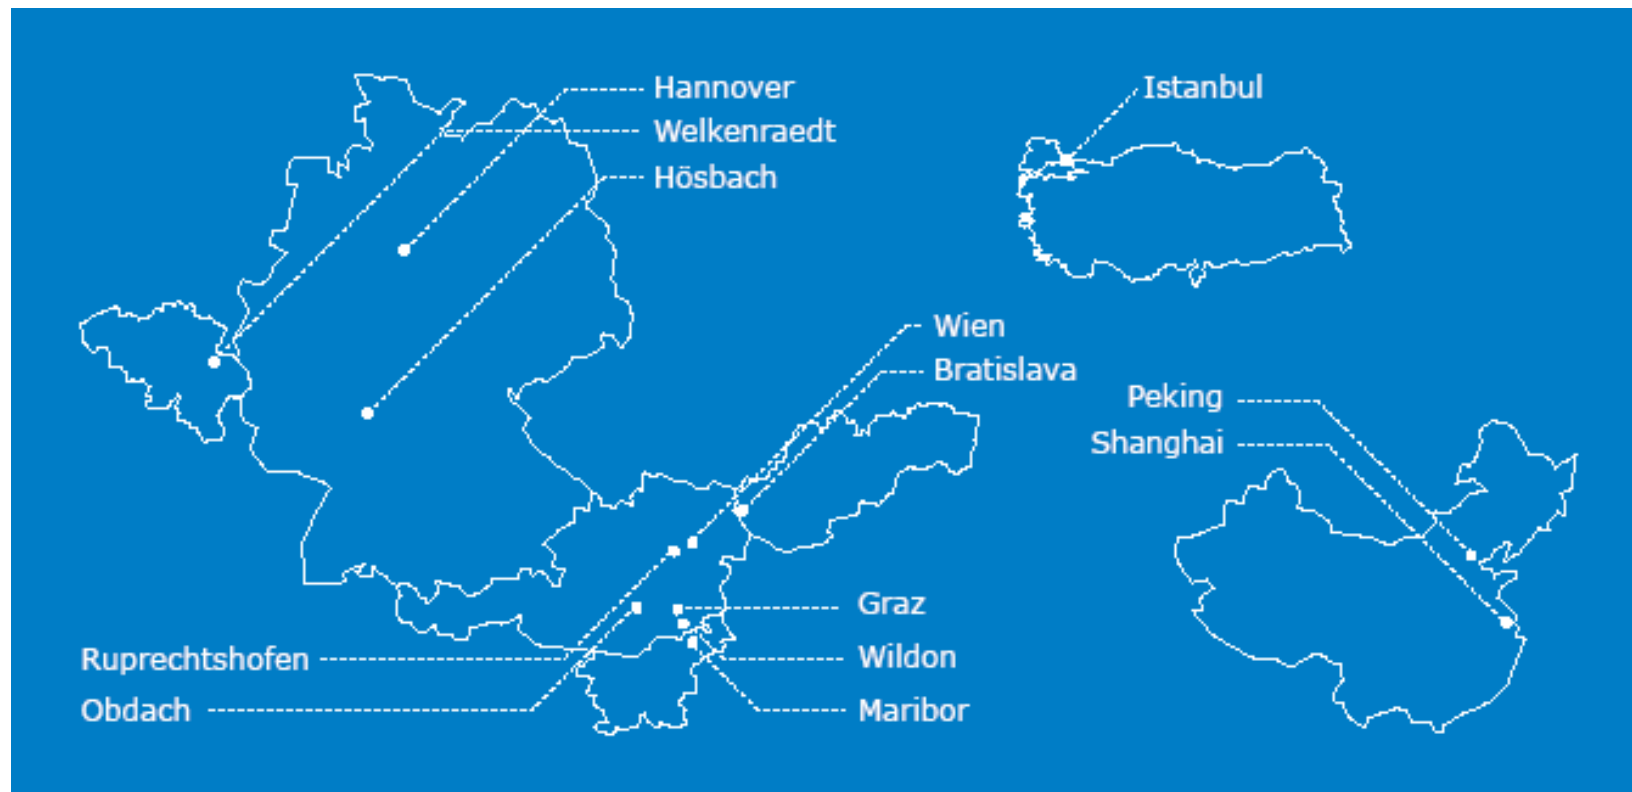 Hannover
Welkenraedt
Hösbach
Istanbul
Wien
Bratislava
Peking
Shanghai
Graz
Wildon
Maribor
Ruprechtshofen
Obdach